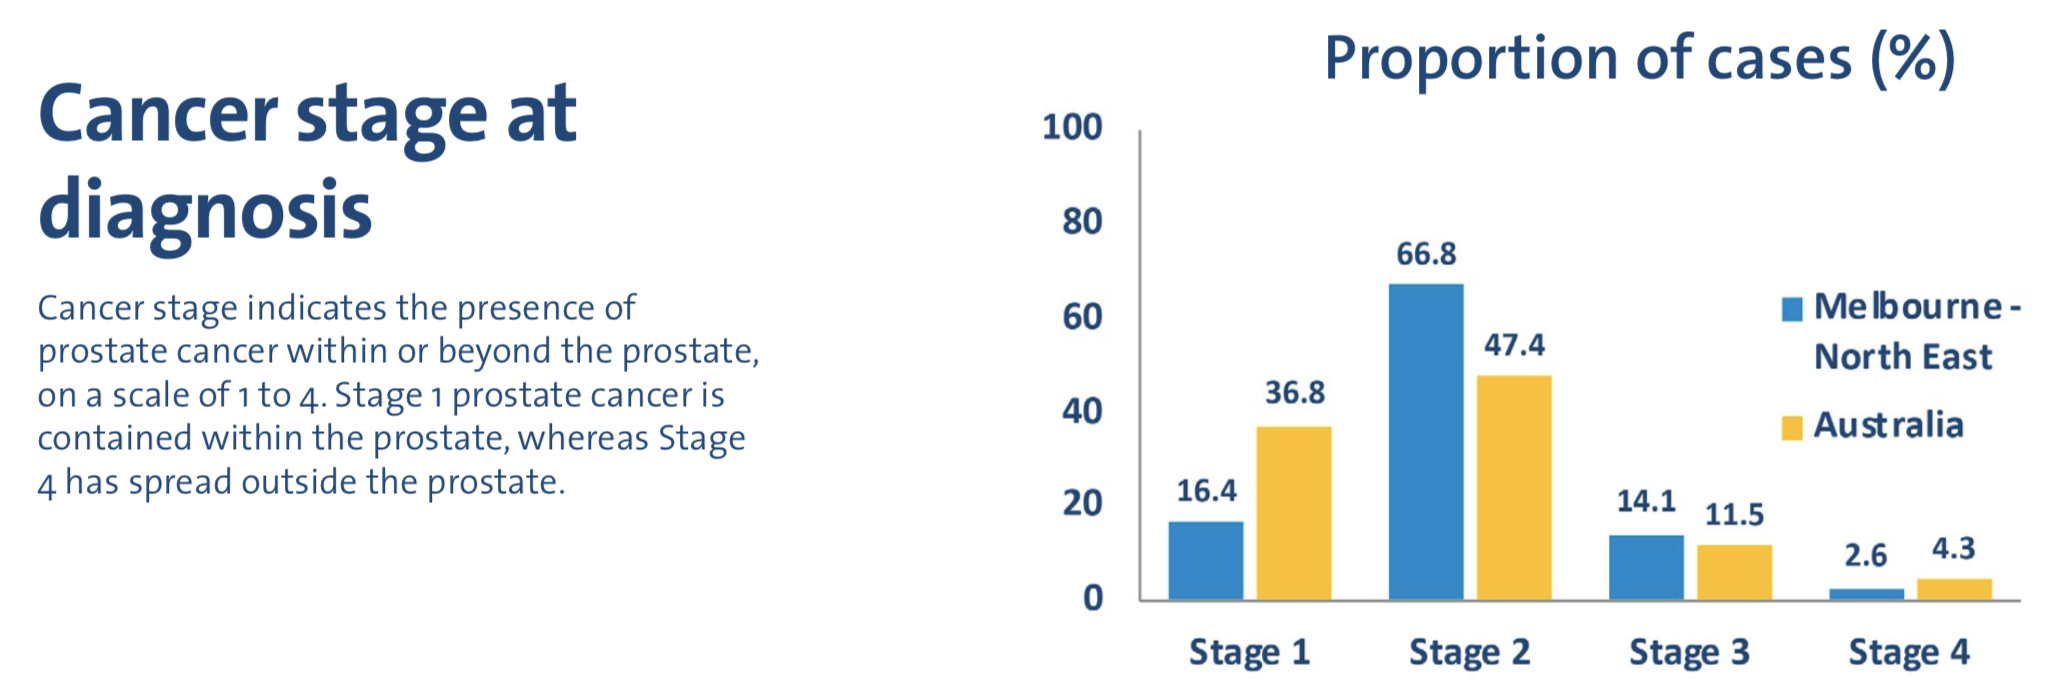 Cancer stage at
diagnosis
Cancer stage indicates the presence of
prostate cancer within or beyond the prostate,
on a scale of 1 to 4. Stage 1 prostate cancer is
contained within the prostate, whereas Stage
4 has spread outside the prostate.
Proportion of cases (%)
100
80
60
40
20
0
16.4
36.8
66.8
47.4
14.1
11.5
2.6
4.3
Stage 1
Stage 2
Stage 3
Stage 4
Melbourne -
North East
Australia